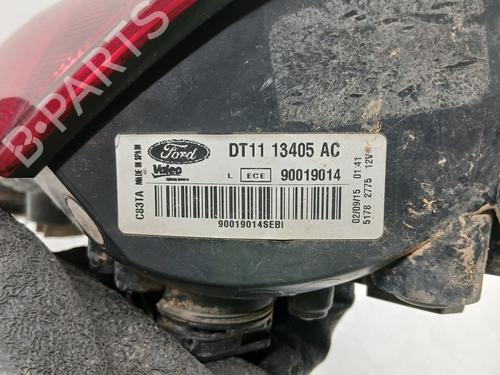 B-PARTS
Ford
DT11 13405 AC
Valeo
L ECE 90019014
90019014SEBI
C83TA MADE IN SPAIN
02/09/15 01:41
5178 2775 12V